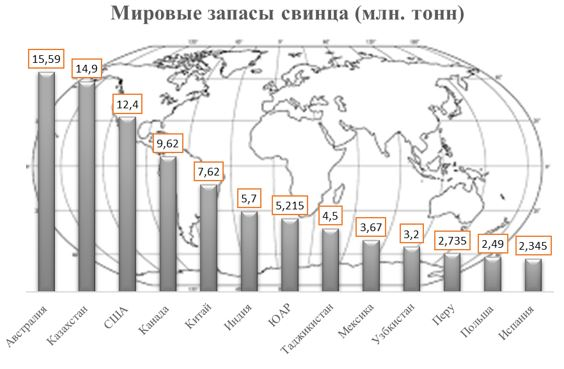 Мировые запасы свинца (млн. тонн)
15,59
14,9
12,4
9,62
7,62
5,7
5,215
4,5
3,67
3,2
2,735
2,49
2,345
Австралия
Казахстан
США
Канада
Китай
Индия
ЮАР
Таджикистан
Мексика
Узбкистан
Перу
Польша
Испания